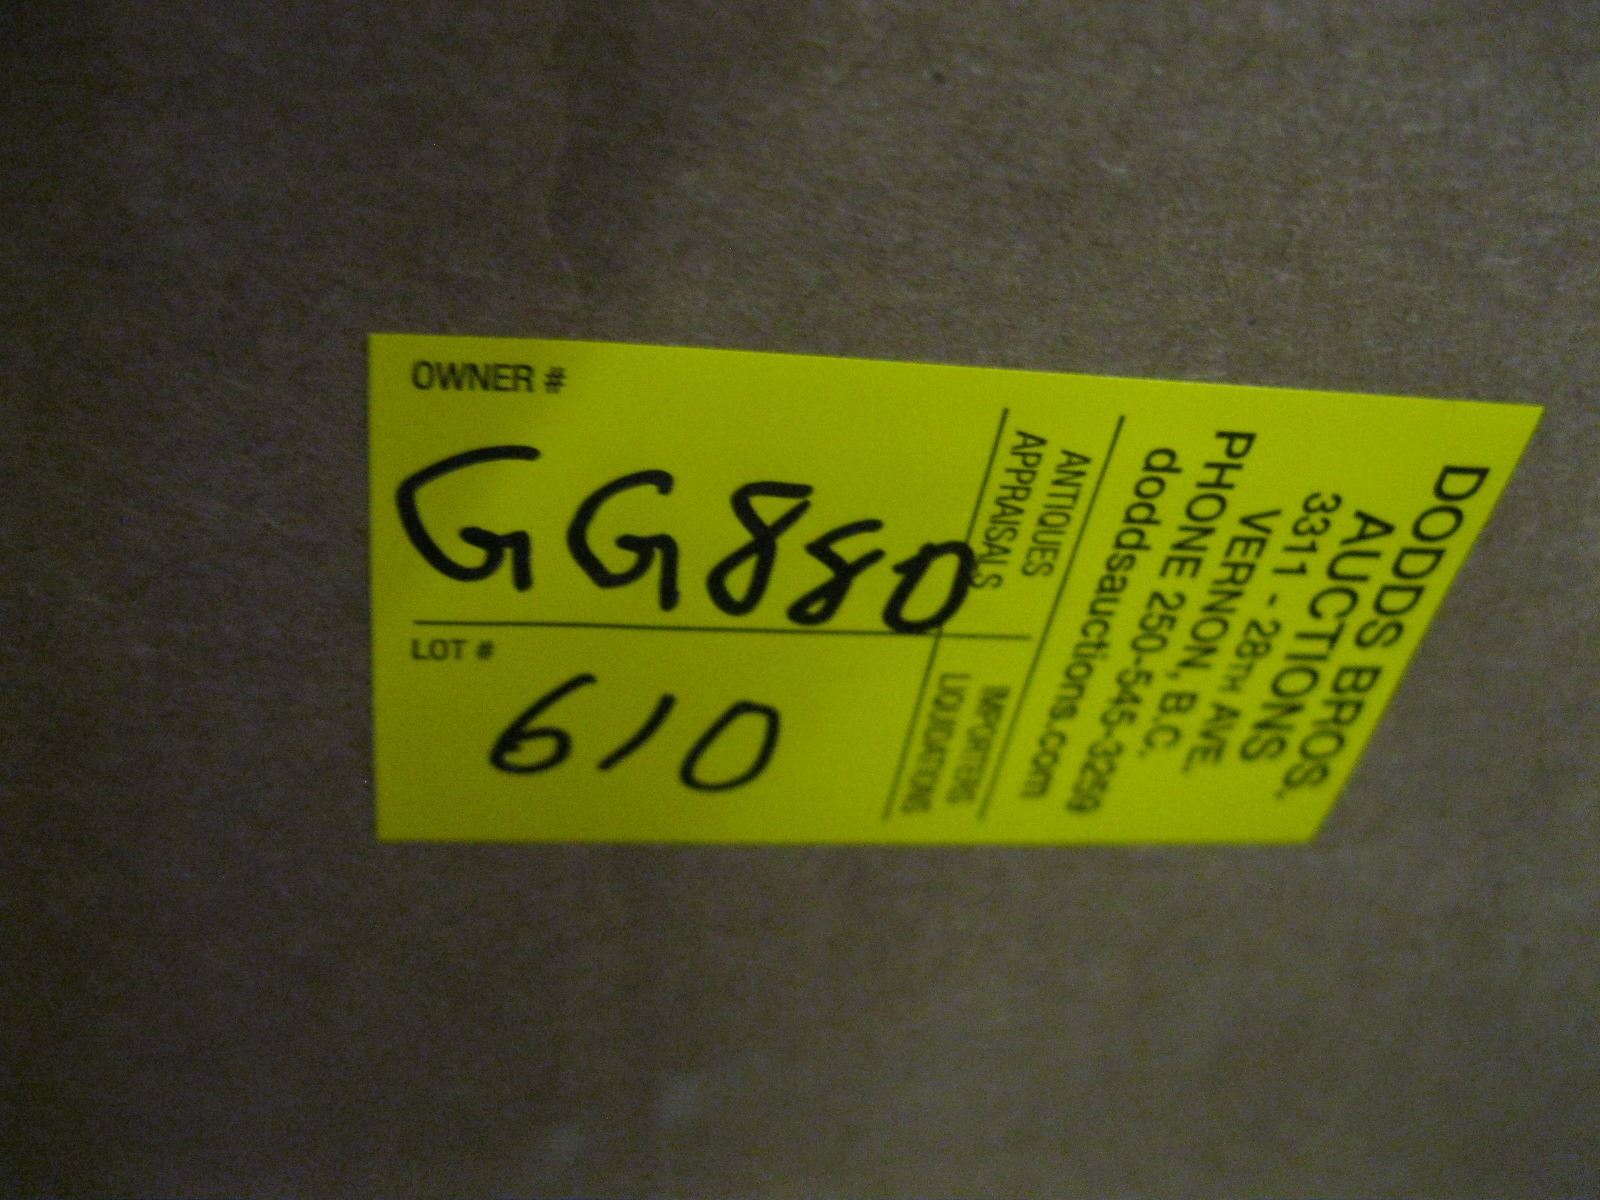 DODDS BROS.
AUCTIONS
3311 - 28TH AVE.
VERNON, B.C.
PHONE 250-545-3259
doddsauctions.com
ANTIQUES IMPORTERS
APPRAISALS LIQUIDATIONS
OWNER #
GG880
LOT #
610